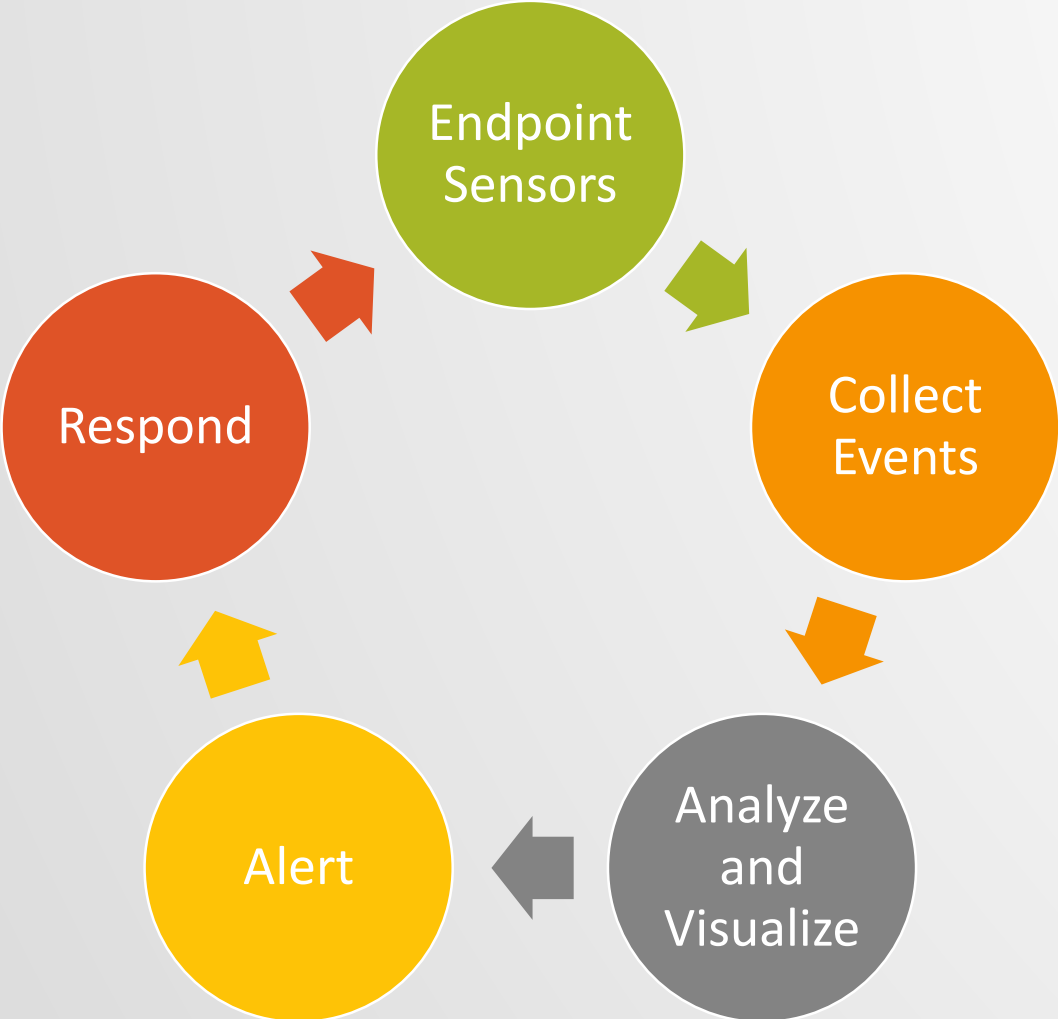 Endpoint
Sensors
Collect
Events
Analyze
and
Visualize
Alert
Respond